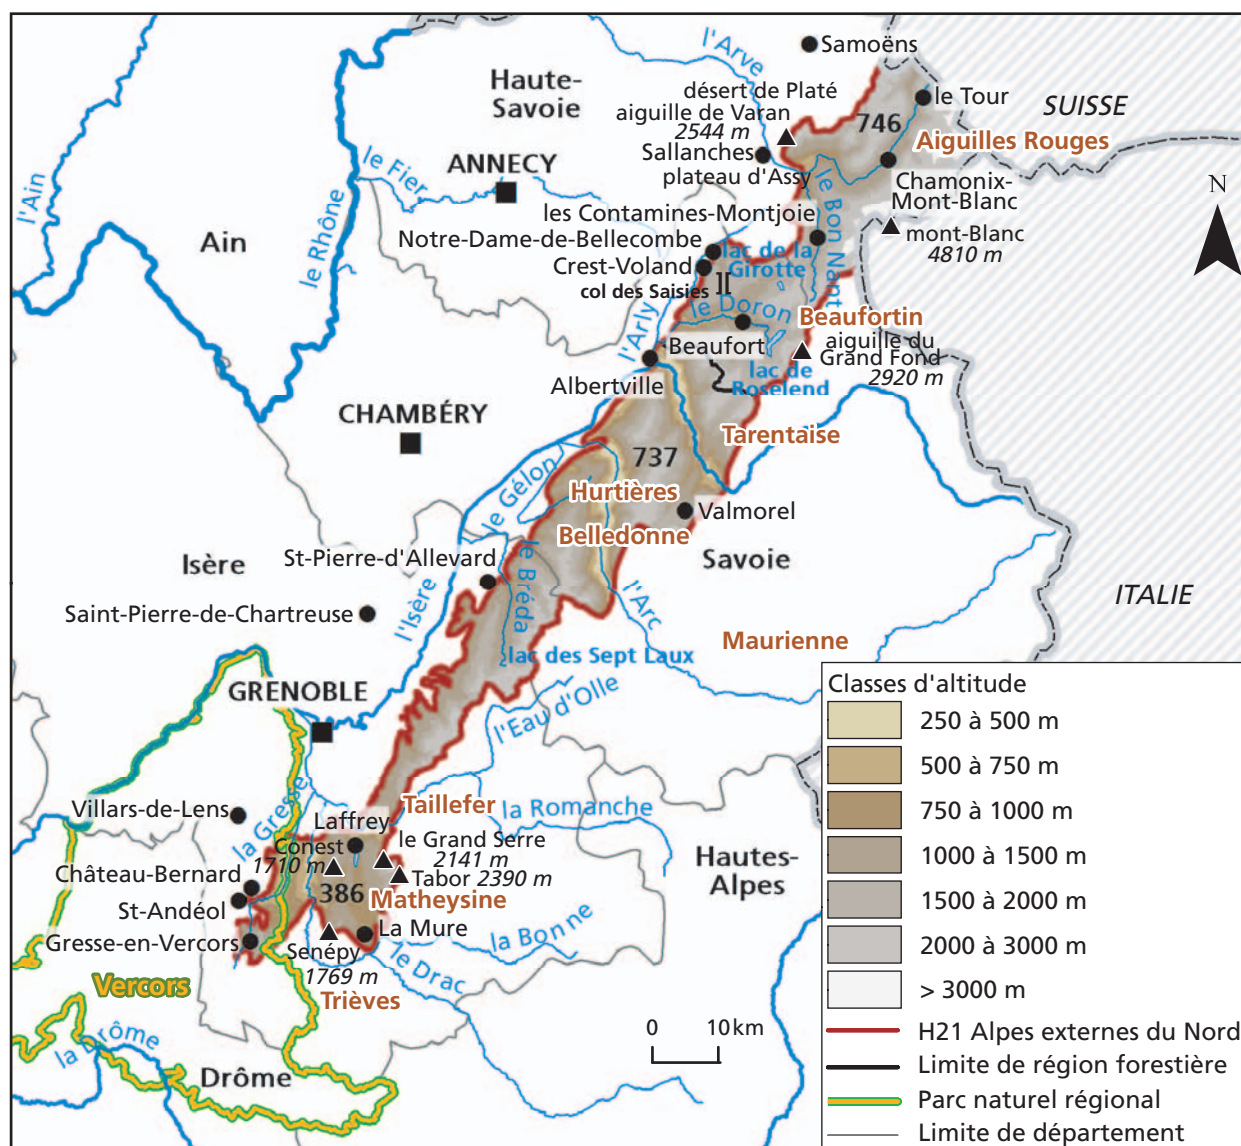 Samoëns
l'Arve
Haute-
Savoie
désert de Platé
le Tour
SUISSE
aiguille de Varan
2544 m
746
Aiguilles Rouges
Sallanches
plateau d'Assy
ANNECY
le Fier
l'Ain
le Rhône
Ain
Chamonix-
Mont-Blanc
N
les Contamines-Montjoie
le Bon Nant
mont-Blanc
4810 m
Notre-Dame-de-Bellecombe
lac de la
Girotte
Crest-Voland
col des Saisies
le Doron
Beaufortin
l'Arly
Beaufort
aiguille du
Grand Fond
2920 m
lac de
Roselend
Albertville
CHAMBÉRY
Tarentaise
737
le Gélon
Hurtières
Valmorel
Belledonne
Isère
St-Pierre-d'Allevard
le Bréda
Savoie
l'Arc
ITALIE
Saint-Pierre-de-Chartreuse
l'Isère
Maurienne
lac des Sept Laux
GRENOBLE
l'Eau d'Olle
Villars-de-Lens
la Gresse
Taillefer
la Romanche
Laffrey
Conest
1710 m
le Grand Serre
2141 m
Tabor 2390 m
Hautes-
Alpes
Château-Bernard
386
Matheysine
St-Andéol
La Mure
la Bonne
Gresse-en-Vercors
Senépy
1769 m
le Drac
Vercors
Trièves
la Drôme
Drôme
0 10 km
Classes d'altitude
250 à 500 m
500 à 750 m
750 à 1000 m
1000 à 1500 m
1500 à 2000 m
2000 à 3000 m
> 3000 m
H21 Alpes externes du Nord
Limite de région forestière
Parc naturel régional
Limite de département